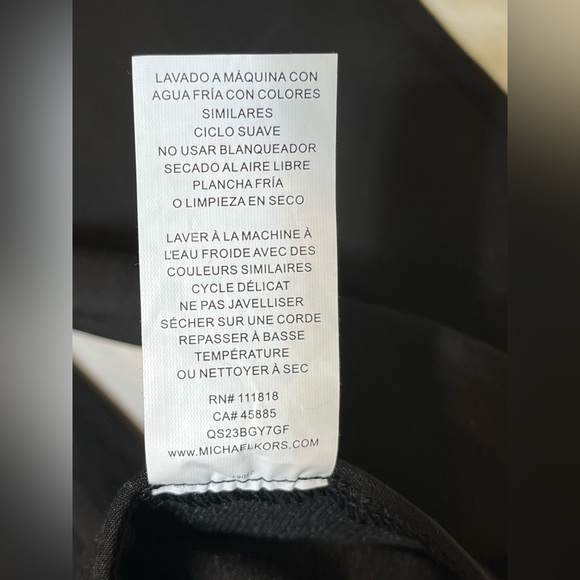 LAVADO A MÁQUINA CON
AGUA FRÍA CON COLORES
SIMILARES
CICLO SUAVE
NO USAR BLANQUEADOR
SECADO AL AIRE LIBRE
PLANCHA FRÍA
O LIMPIEZA EN SECO
LAVER À LA MACHINE À
L'EAU FROIDE AVEC DES
COULEURS SIMILAIRES
CYCLE DÉLICAT
NE PAS JAVELLISER
SÉCHER SUR UNE CORDE
REPASSER À BASSE
TEMPÉRATURE
OU NETTOYER À SEC
RN# 111818
CA# 45885
QS23BGY7GF
WWW.MICHAELKORS.COM